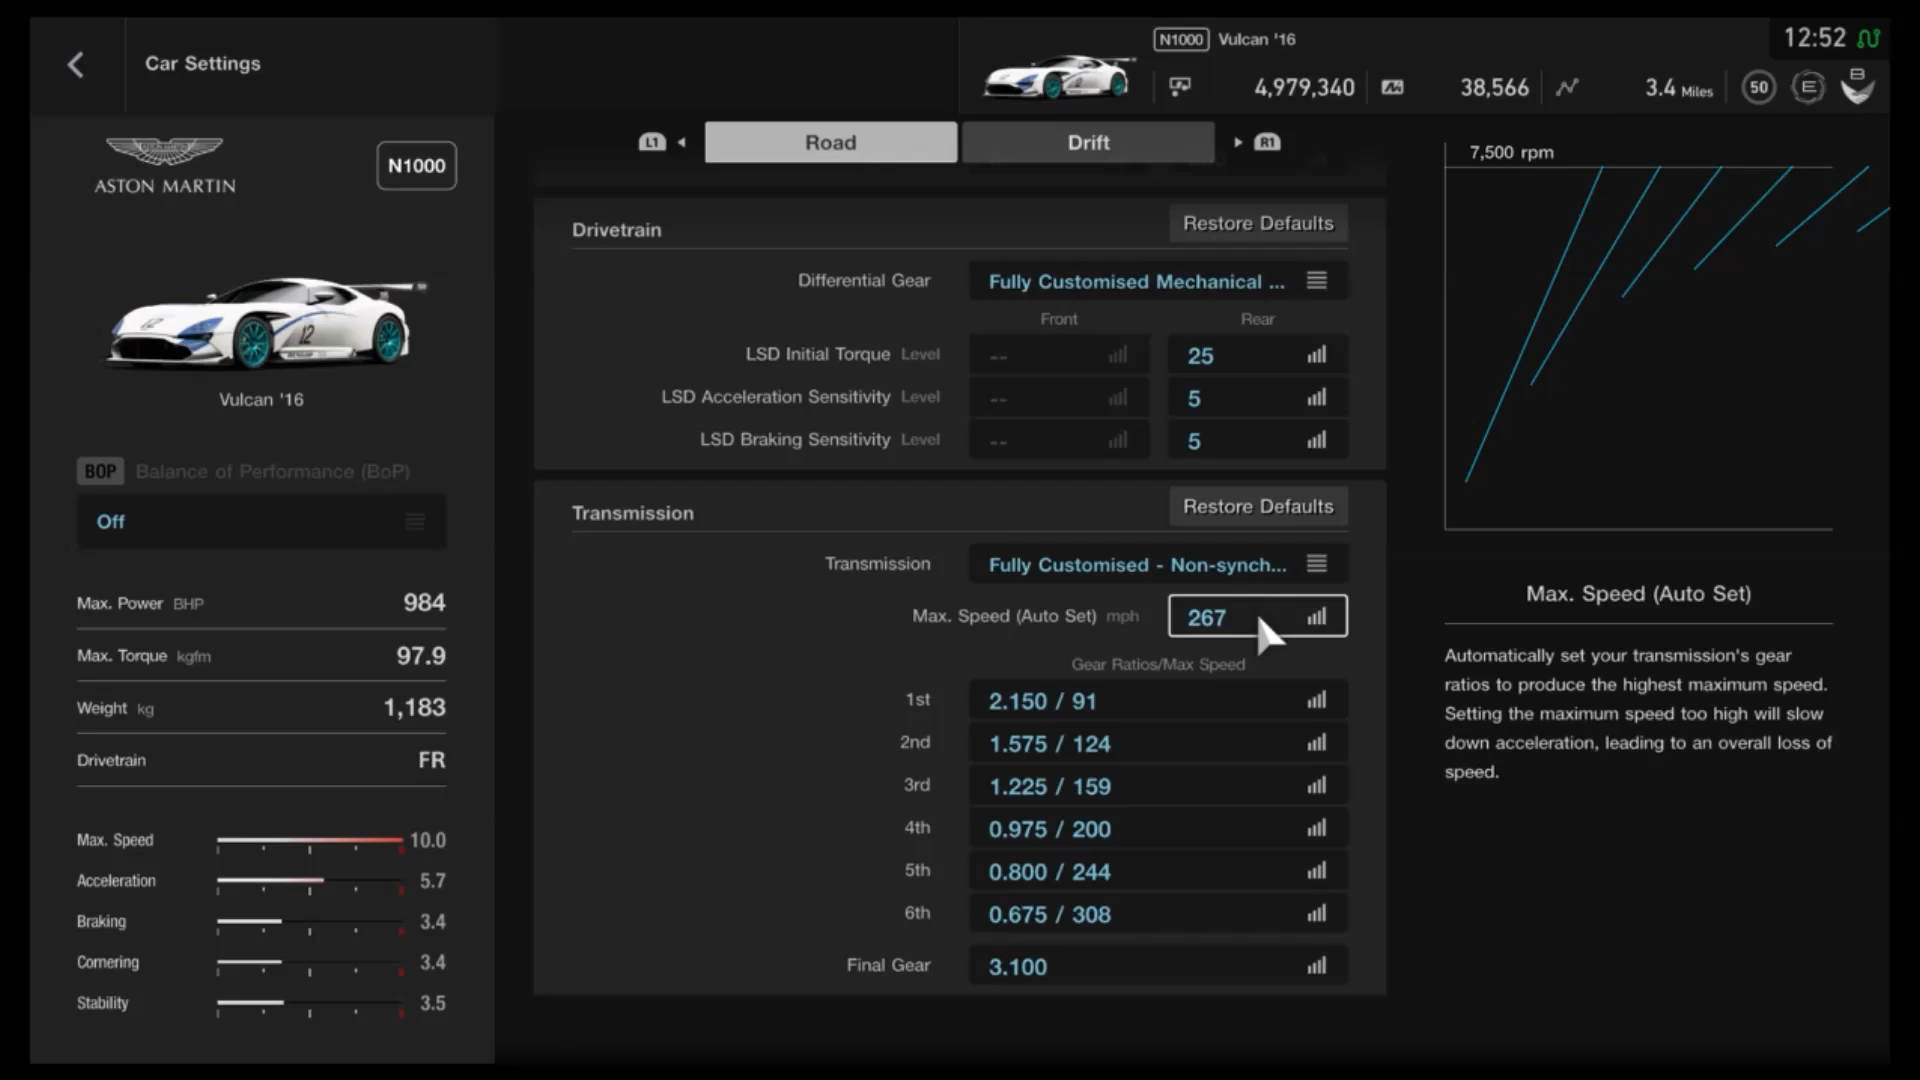 Car Settings
N1000 Vulcan '16
12:52
4,979,340
38,566
3.4 Miles
50
E
B
ASTON MARTIN
N1000
12
Vulcan '16
BOP Balance of Performance (BoP)
Off
Max. Power BHP 984
Max. Torque kgfm 97.9
Weight kg 1,183
Drivetrain FR
Max. Speed 10.0
Acceleration 5.7
Braking 3.4
Cornering 3.4
Stability 3.5
L1 Road Drift R1
Drivetrain Restore Defaults
Differential Gear Fully Customised Mechanical ...
Front Rear
LSD Initial Torque Level -- 25
LSD Acceleration Sensitivity Level -- 5
LSD Braking Sensitivity Level -- 5
Transmission Restore Defaults
Transmission Fully Customised - Non-synch...
Max. Speed (Auto Set) mph 267
Gear Ratios/Max Speed
1st 2.150 / 91
2nd 1.575 / 124
3rd 1.225 / 159
4th 0.975 / 200
5th 0.800 / 244
6th 0.675 / 308
Final Gear 3.100
7,500 rpm
Max. Speed (Auto Set)
Automatically set your transmission's gear
ratios to produce the highest maximum speed.
Setting the maximum speed too high will slow
down acceleration, leading to an overall loss of
speed.